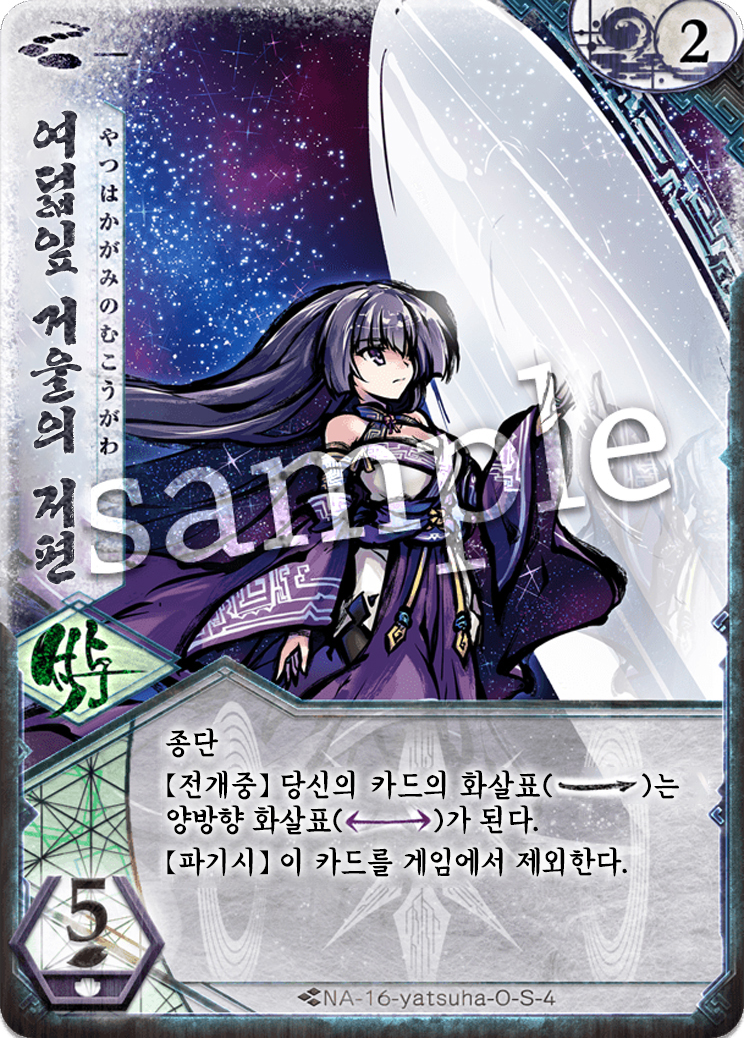 2
여덟잎 거울의 저편
やつはかがみのむこうがわ
sample
종단
【전개중】 당신의 카드의 화살표(⟶)는
양방향 화살표(⟷)가 된다.
【파기시】 이 카드를 게임에서 제외한다.
5
NA-16-yatsuha-O-S-4